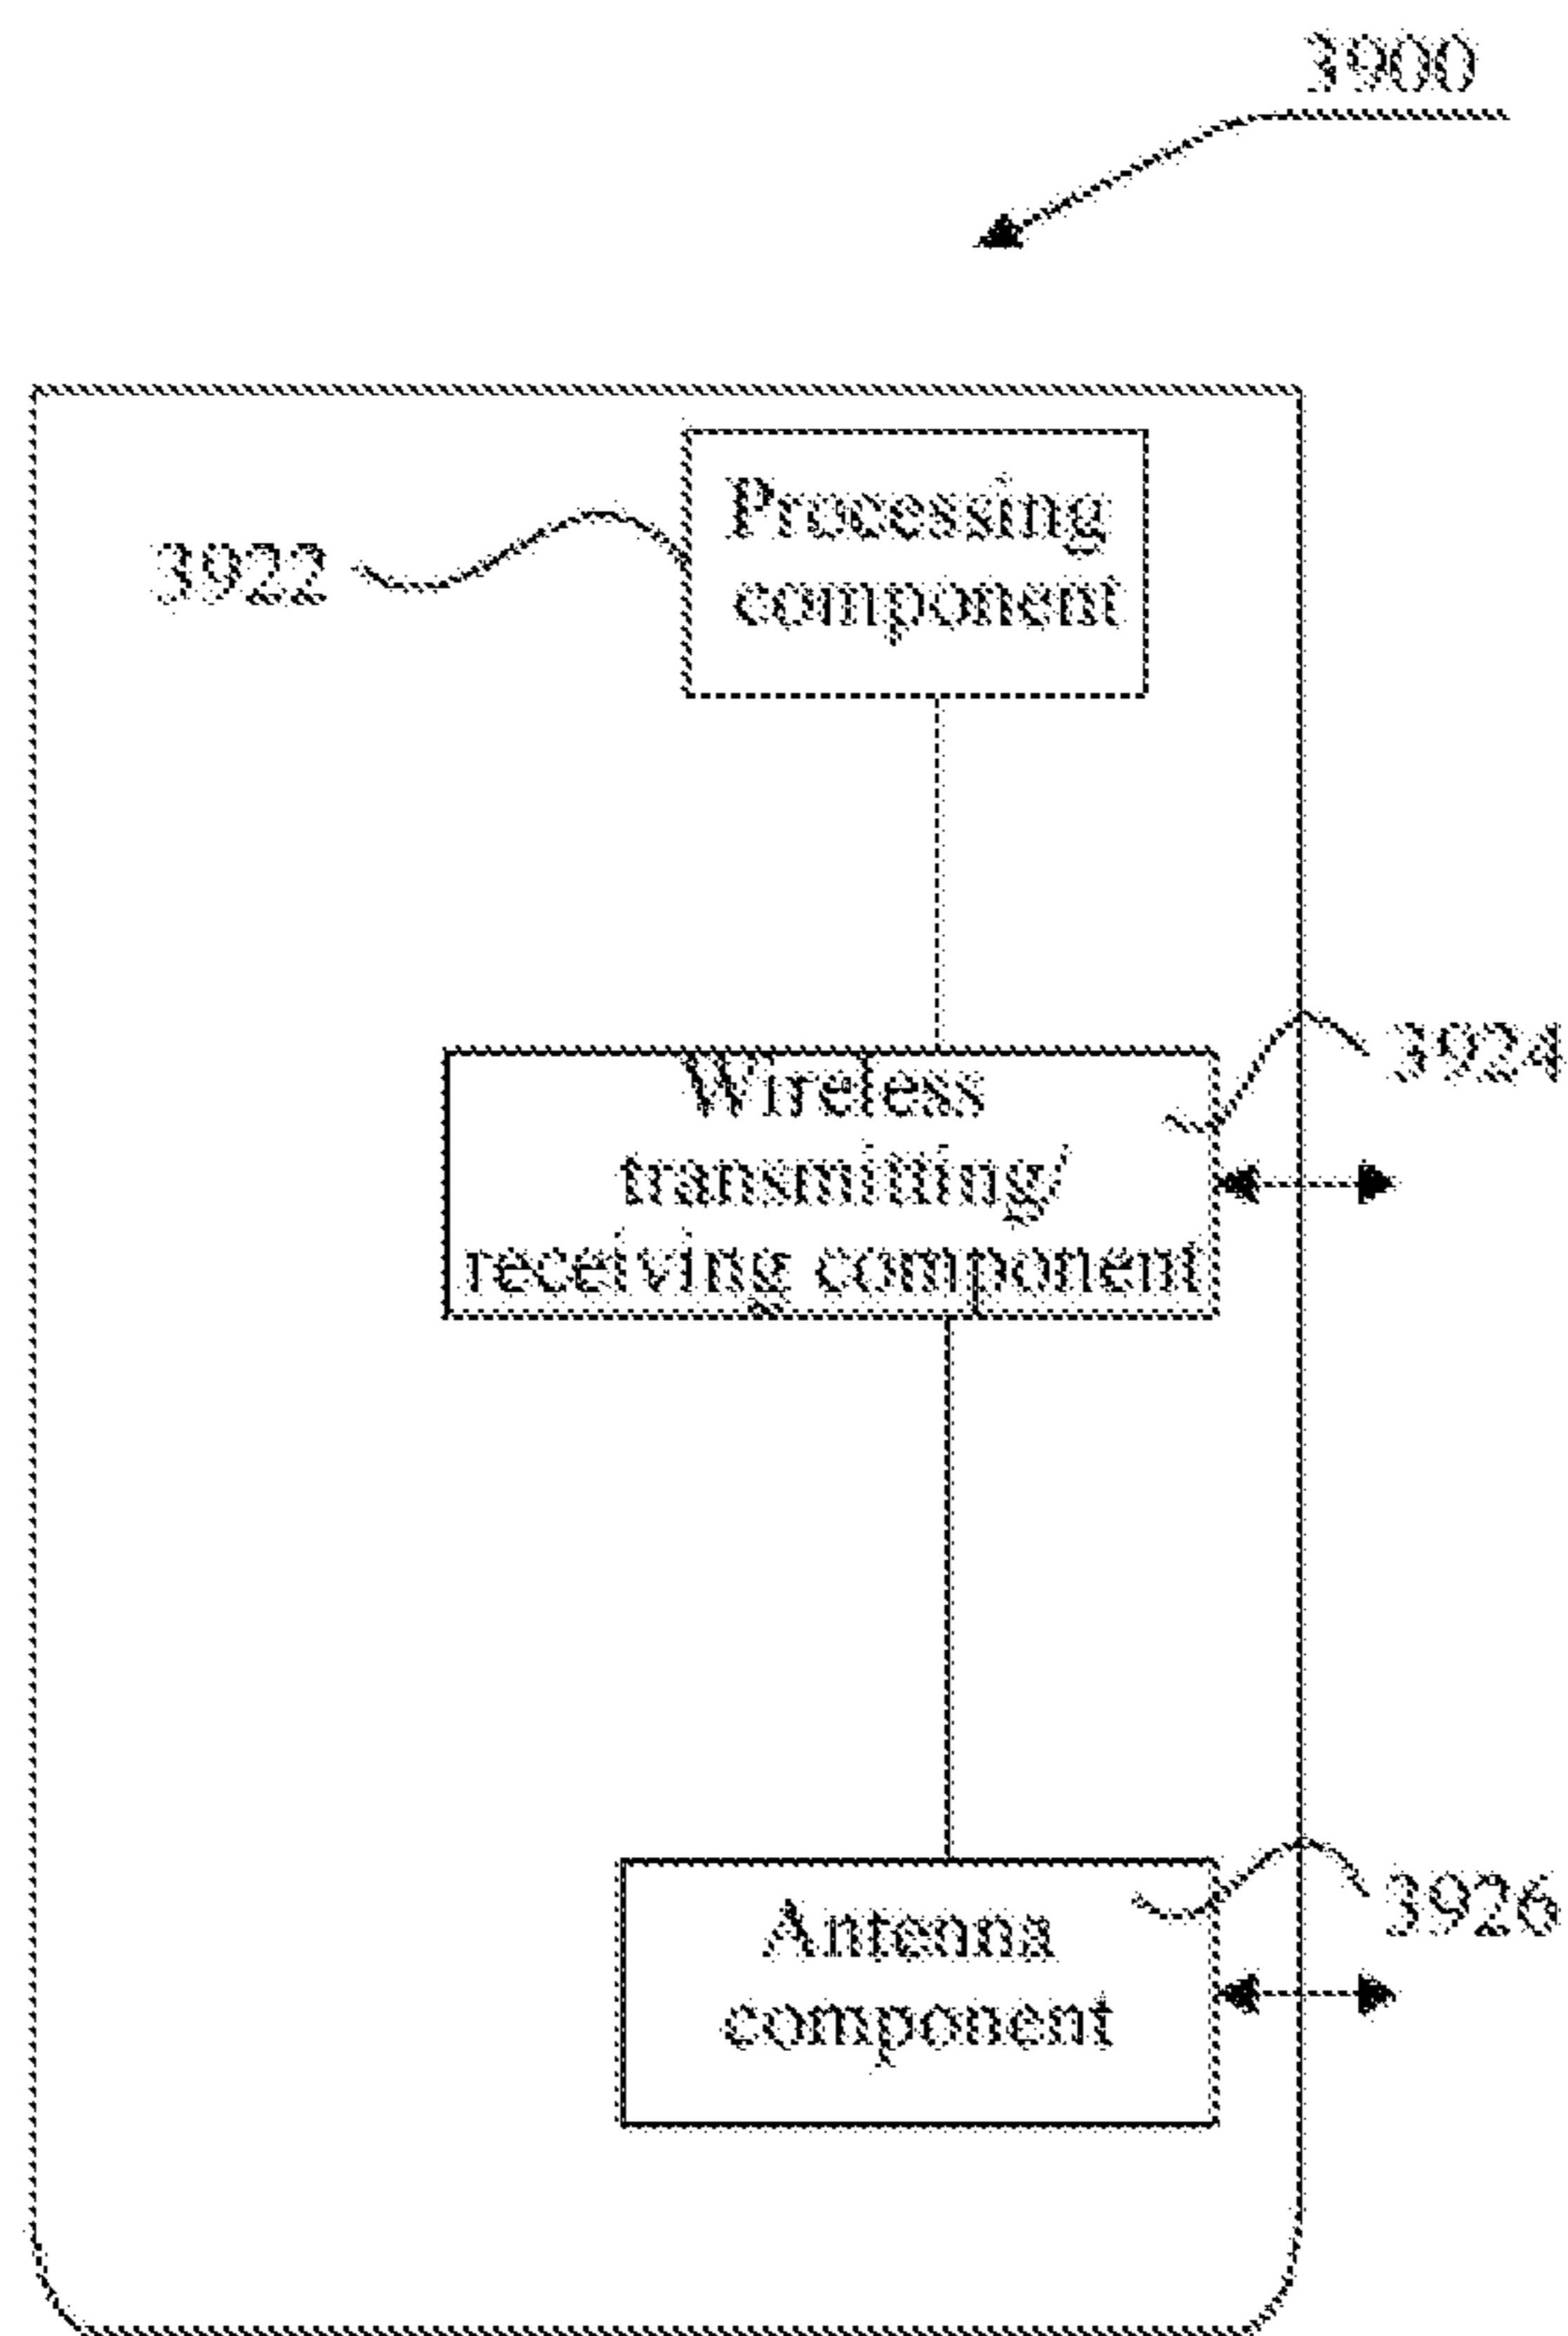 3900
Processing
component
3922
3924
Wireless
transmitting/
receiving component
3926
Antenna
component